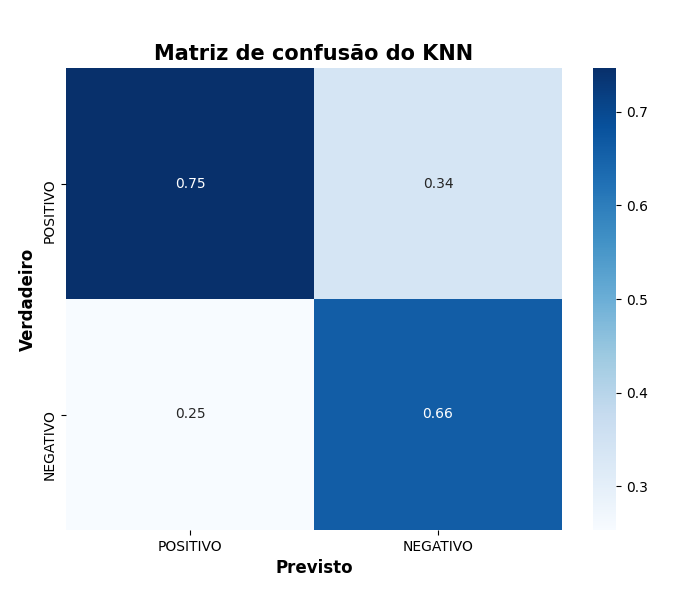 Matriz de confusão do KNN
Verdadeiro
POSITIVO
NEGATIVO
0.75
0.34
0.25
0.66
POSITIVO
NEGATIVO
Previsto
0.7
0.6
0.5
0.4
0.3